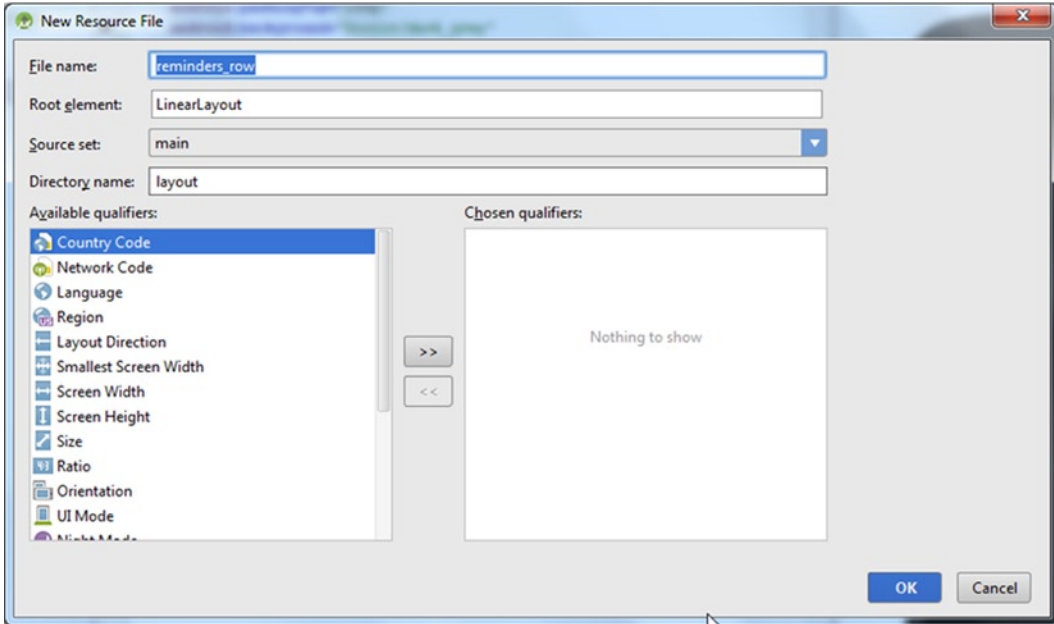 New Resource File
File name: reminders_row
Root element: LinearLayout
Source set: main
Directory name: layout
Available qualifiers: Chosen qualifiers:
Country Code
Network Code
Language
Region
Layout Direction
Smallest Screen Width
Screen Width
Screen Height
Size
Ratio
Orientation
UI Mode
Night Mode
Nothing to show
>>
<<
OK Cancel